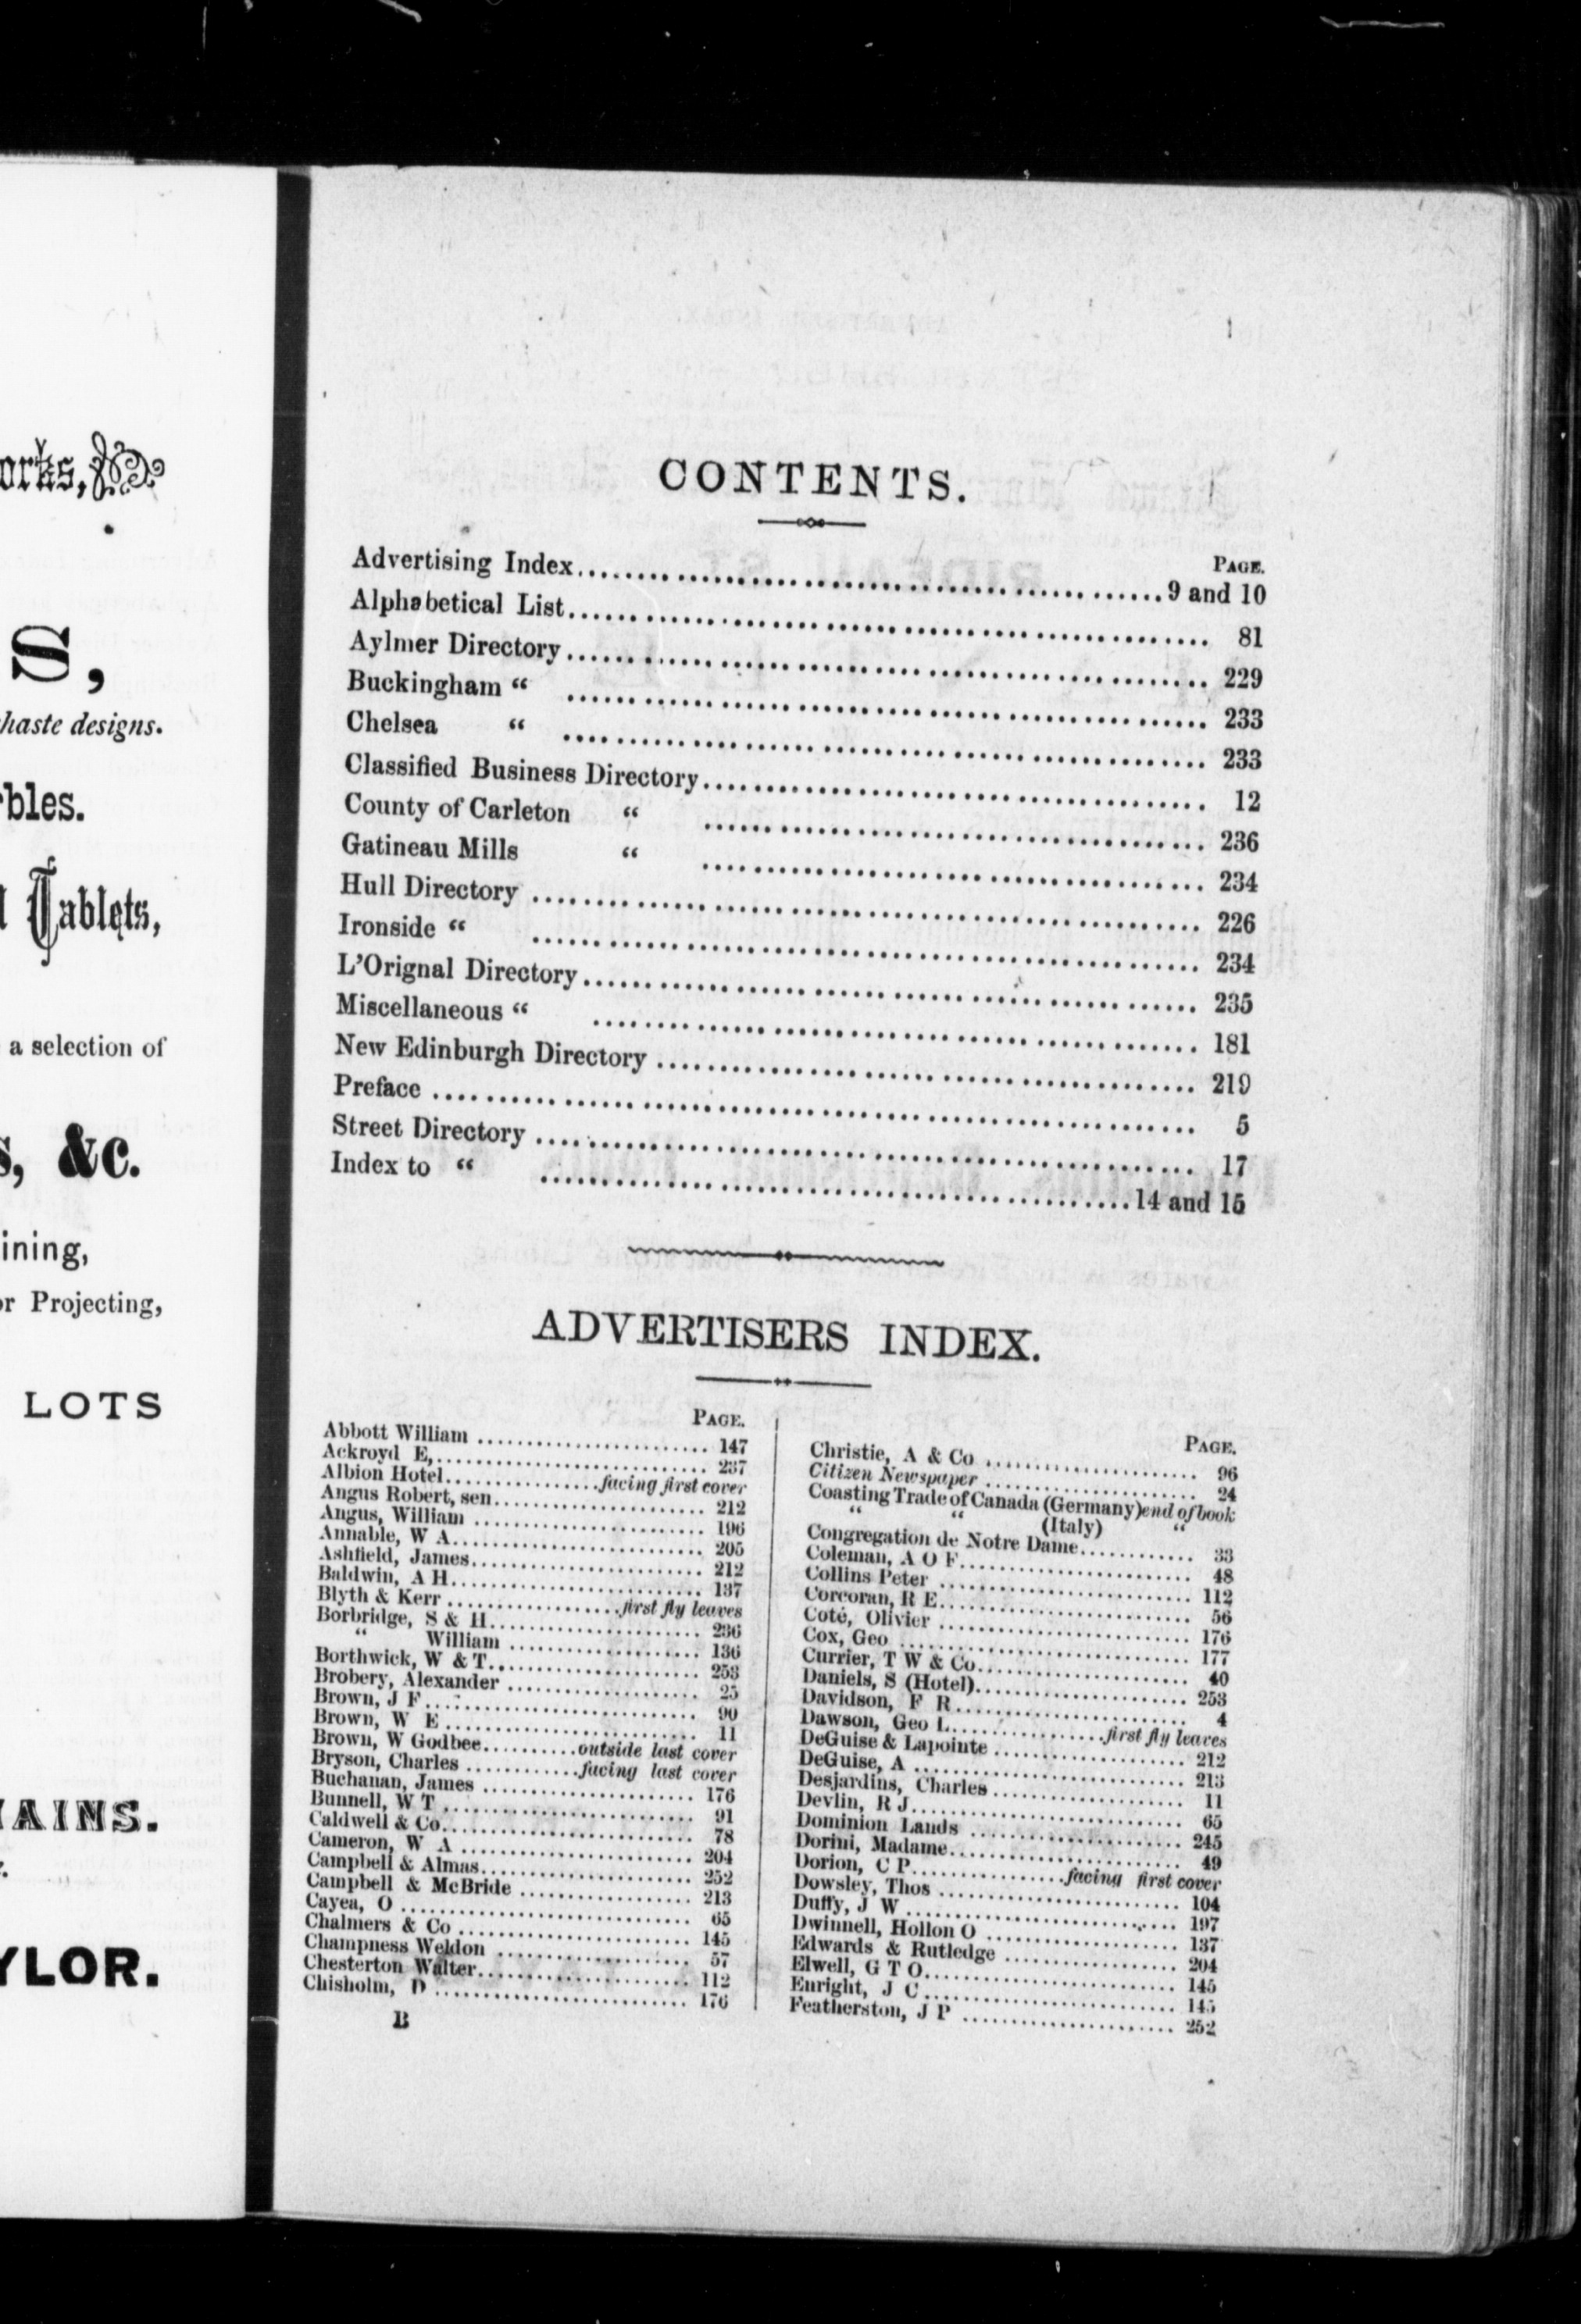 orks,
S,
haste designs.
bles.
Tablets,
a selection of
s, &c.
ining,
or Projecting,
LOTS
AINS.
YLOR.
CONTENTS.
PAGE.
Advertising Index.......... 9 and 10
Alphabetical List.......... 81
Aylmer Directory.......... 229
Buckingham “ .......... 233
Chelsea “ .......... 233
Classified Business Directory.......... 12
County of Carleton “ .......... 236
Gatineau Mills “ .......... 234
Hull Directory .......... 226
Ironside “ .......... 234
L'Orignal Directory.......... 235
Miscellaneous “ .......... 181
New Edinburgh Directory .......... 219
Preface .......... 5
Street Directory .......... 17
Index to “ .......... 14 and 15
ADVERTISERS INDEX.
PAGE.
Abbott William .......... 147
Ackroyd E,.......... 237
Albion Hotel..........facing first cover
Angus Robert, sen.......... 212
Angus, William .......... 196
Annable, W A.......... 205
Ashfield, James.......... 212
Baldwin, A H.......... 137
Blyth & Kerr ..........first fly leaves
Borbridge, S & H.......... 236
“ William .......... 136
Borthwick, W & T.......... 253
Brobery, Alexander .......... 25
Brown, J F.......... 90
Brown, W E .......... 11
Brown, W Godbee..........outside last cover
Bryson, Charles ..........facing last cover
Buchanan, James .......... 176
Bunnell, W T .......... 91
Caldwell & Co.......... 78
Cameron, W A .......... 204
Campbell & Almas.......... 252
Campbell & McBride .......... 213
Cayea, O .......... 65
Chalmers & Co .......... 145
Champness Weldon .......... 57
Chesterton Walter.......... 112
Chisholm, D .......... 176
B
PAGE.
Christie, A & Co .......... 96
Citizen Newspaper .......... 24
Coasting Trade of Canada (Germany) end of book
“ “ (Italy) “
Congregation de Notre Dame.......... 33
Coleman, A O F.......... 48
Collins Peter .......... 112
Corcoran, R E.......... 56
Coté, Olivier .......... 176
Cox, Geo .......... 177
Currier, T W & Co.......... 40
Daniels, S (Hotel).......... 253
Davidson, F R.......... 4
Dawson, Geo L..........first fly leaves
DeGuise & Lapointe .......... 212
DeGuise, A .......... 213
Desjardins, Charles.......... 11
Devlin, R J.......... 65
Dominion Lands .......... 245
Dorini, Madame.......... 49
Dorion, C P..........facing first cover
Dowsley, Thos .......... 104
Duffy, J W .......... 197
Dwinnell, Hollon O .......... 137
Edwards & Rutledge .......... 204
Elwell, G T O.......... 145
Enright, J C.......... 145
Featherston, J P .......... 252